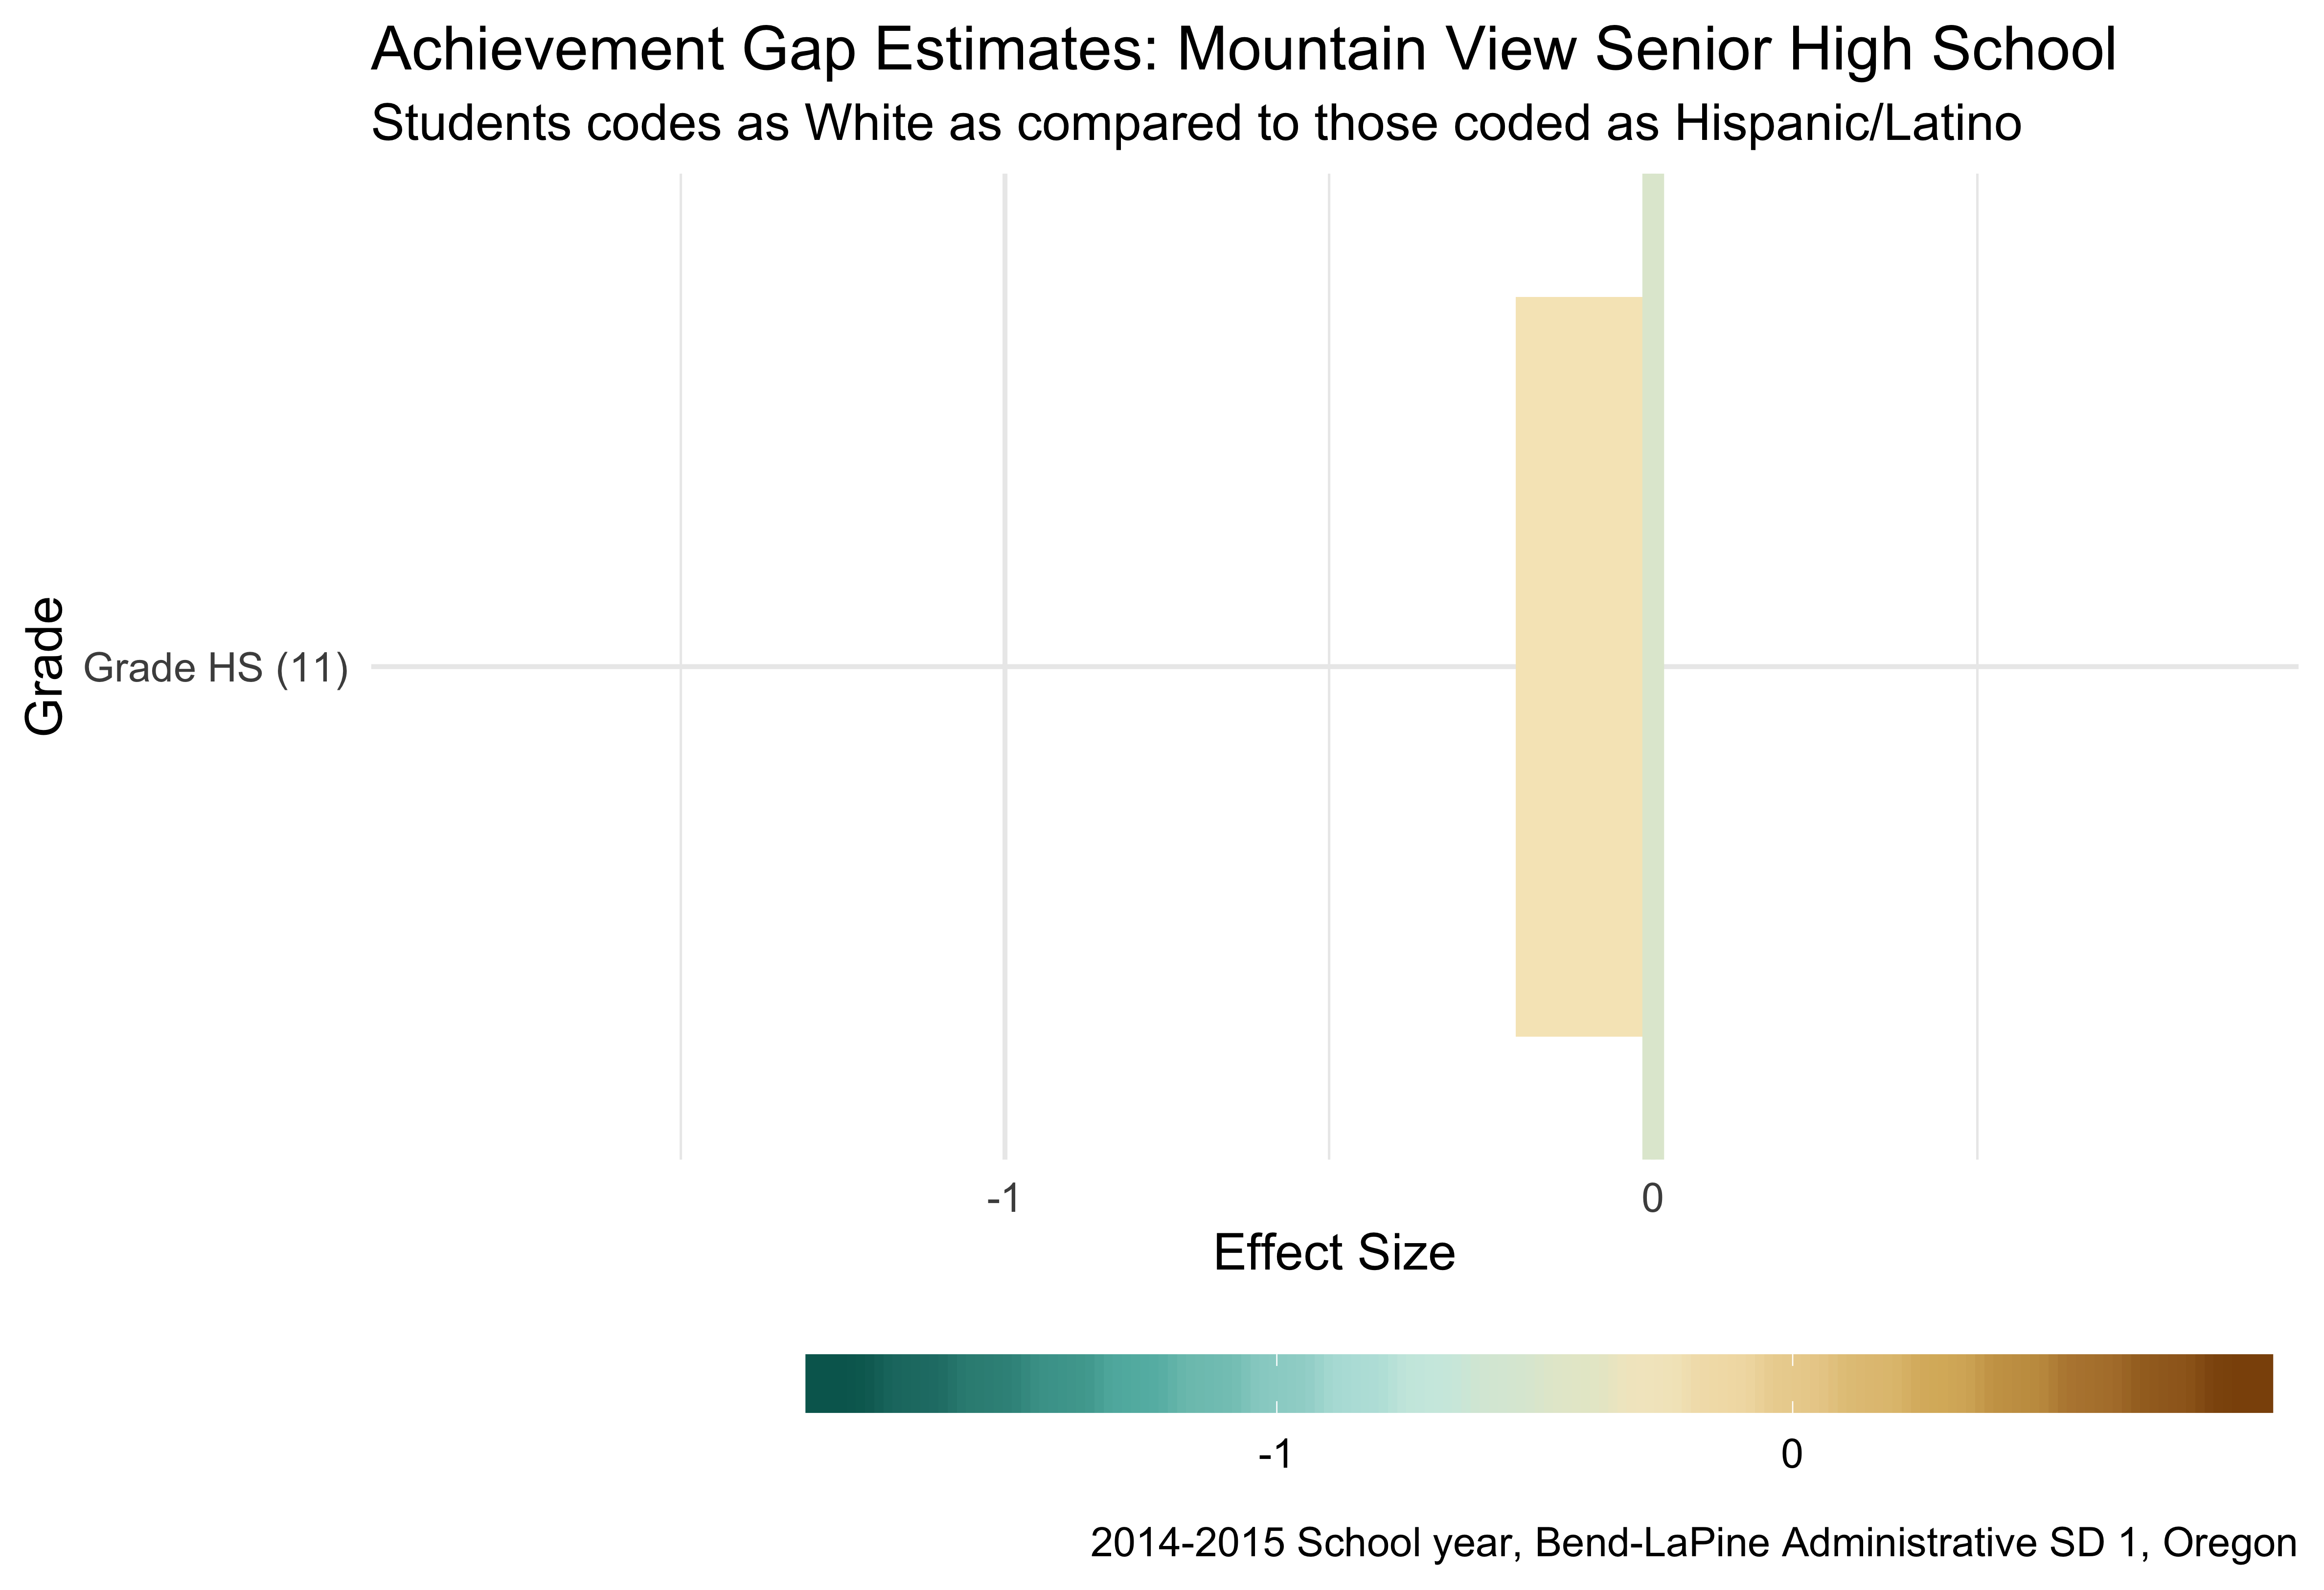 Achievement Gap Estimates: Mountain View Senior High School
Students codes as White as compared to those coded as Hispanic/Latino
Grade
Grade HS (11)
-1
0
Effect Size
-1
0
2014-2015 School year, Bend-LaPine Administrative SD 1, Oregon